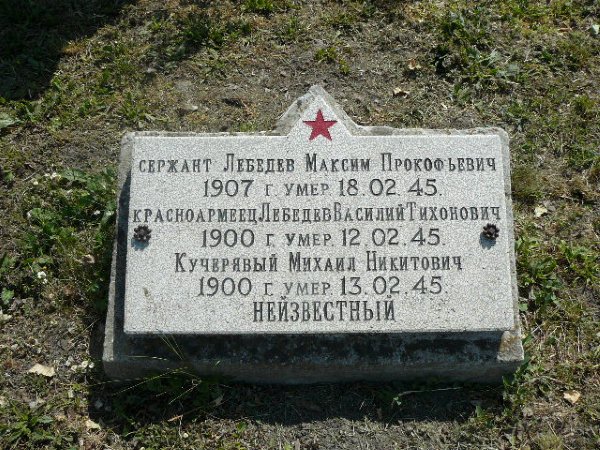 СЕРЖАНТ ЛЕБЕДЕВ МАКСИМ ПРОКОФЬЕВИЧ
1907 Г. УМЕР. 18.02.45.
КРАСНОАРМЕЕЦ ЛЕБЕДЕВ ВАСИЛИЙ ТИХОНОВИЧ
1900 Г. УМЕР. 12.02.45.
КУЧЕРЯВЫЙ МИХАИЛ НИКИТОВИЧ
1900 Г. УМЕР. 13.02.45.
НЕИЗВЕСТНЫЙ